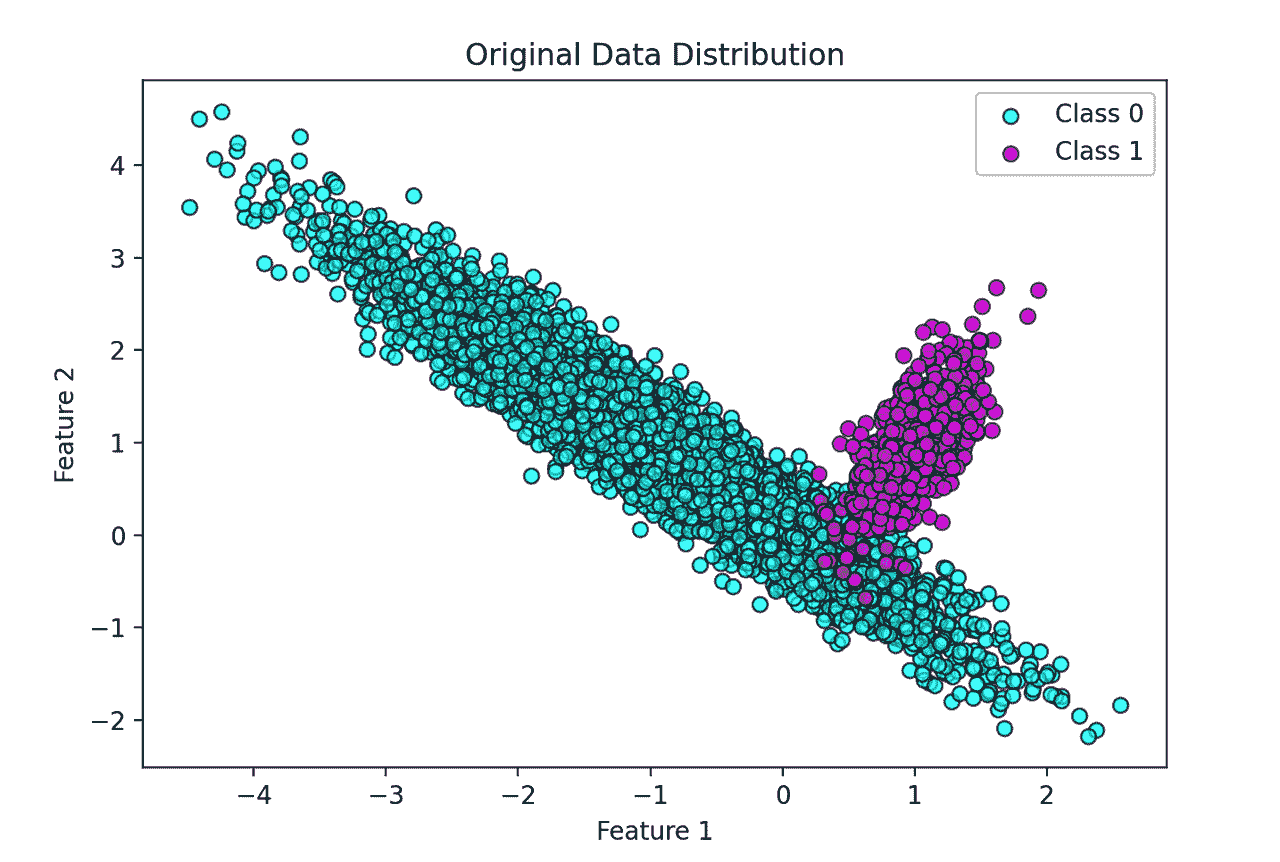 Original Data Distribution
Class 0
Class 1
4
3
2
1
0
−1
−2
Feature 2
−4 −3 −2 −1 0 1 2
Feature 1